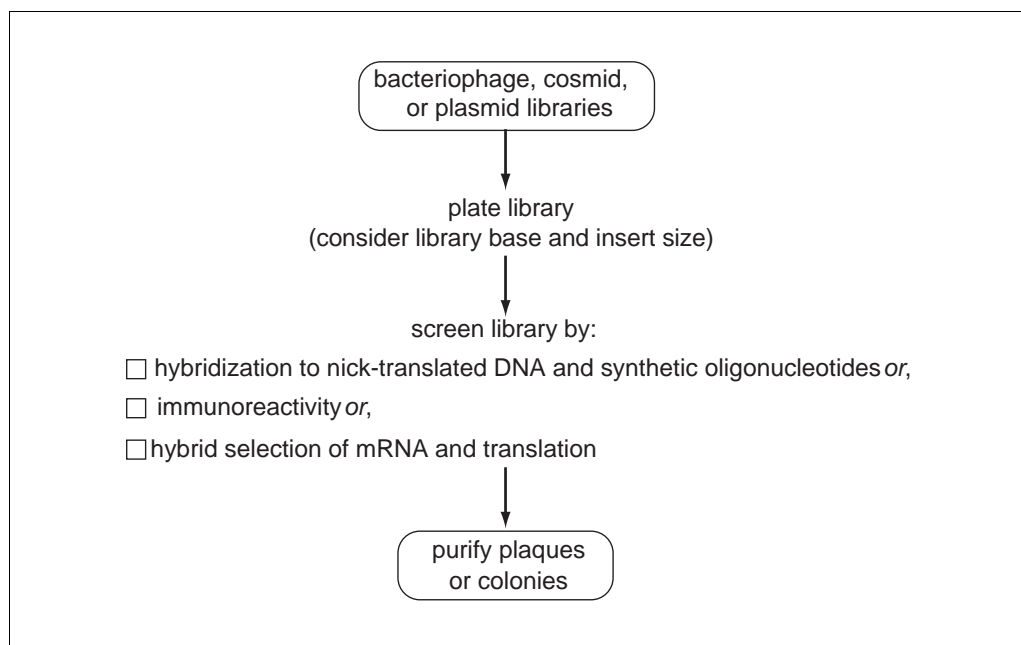 bacteriophage, cosmid,
or plasmid libraries
plate library
(consider library base and insert size)
screen library by:
hybridization to nick-translated DNA and synthetic oligonucleotides or,
immunoreactivity or,
hybrid selection of mRNA and translation
purify plaques
or colonies